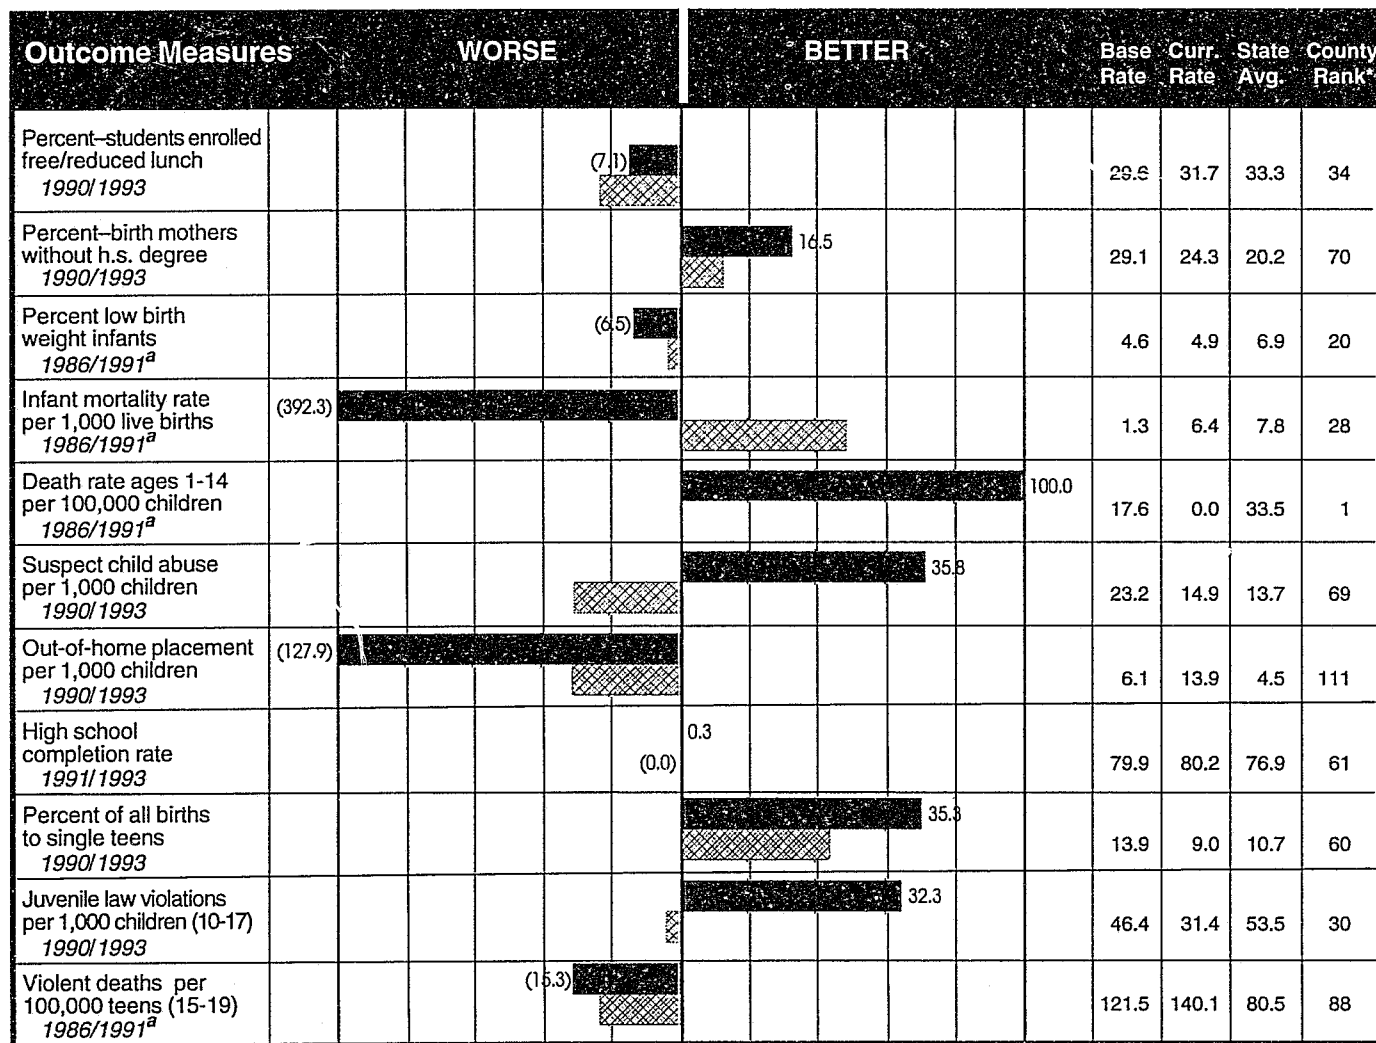 Outcome Measures WORSE BETTER Base Curr. State County
Rate Rate Avg. Rank*
Percent–students enrolled
free/reduced lunch (7.1) 31.7 33.3 34
1990/1993
Percent–birth mothers 16.5
without h.s. degree 29.1 24.3 20.2 70
1990/1993
Percent low birth (6.5)
weight infants 4.6 4.9 6.9 20
1986/1991a
Infant mortality rate (392.3)
per 1,000 live births 1.3 6.4 7.8 28
1986/1991a
Death rate ages 1-14 100.0
per 100,000 children 17.6 0.0 33.5 1
1986/1991a
Suspect child abuse 35.8
per 1,000 children 23.2 14.9 13.7 69
1990/1993
Out-of-home placement (127.9)
per 1,000 children 6.1 13.9 4.5 111
1990/1993
High school 0.3
completion rate (0.0) 79.9 80.2 76.9 61
1991/1993
Percent of all births 35.3
to single teens 13.9 9.0 10.7 60
1990/1993
Juvenile law violations 32.3
per 1,000 children (10-17) 46.4 31.4 53.5 30
1990/1993
Violent deaths per (15.3)
100,000 teens (15-19) 121.5 140.1 80.5 88
1986/1991a